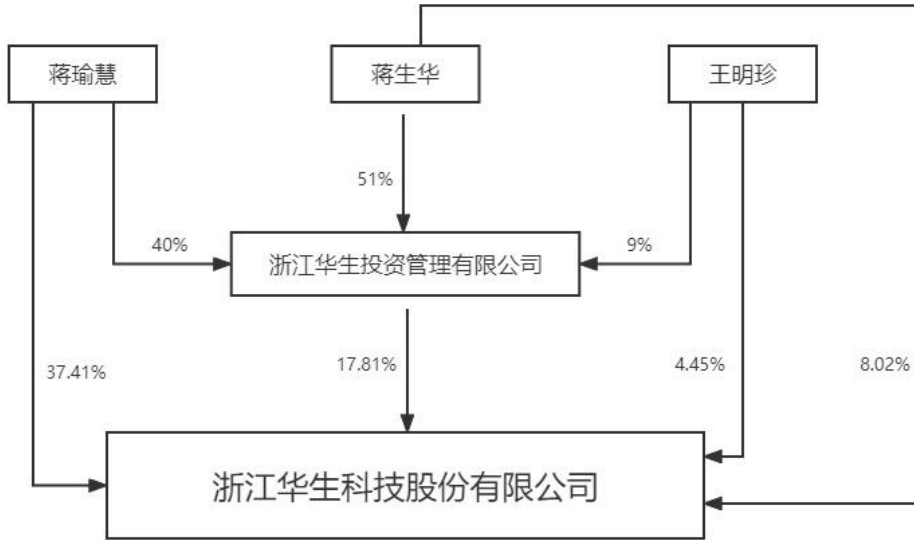 蒋瑜慧
蒋生华
王明珍
51%
40%
9%
浙江华生投资管理有限公司
37.41%
17.81%
4.45%
8.02%
浙江华生科技股份有限公司